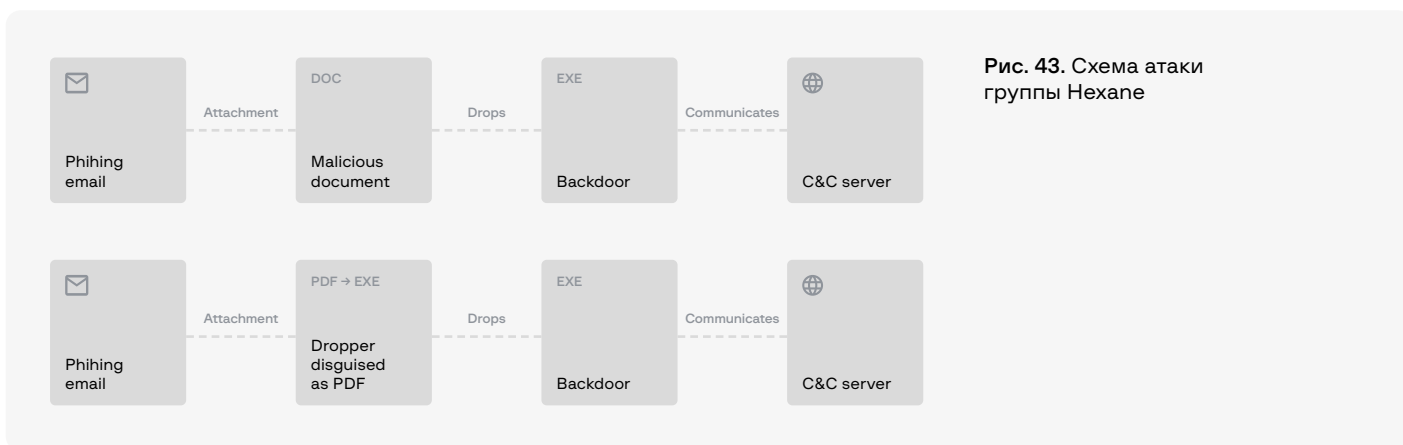 Рис. 43. Схема атаки
группы Hexane
DOC
EXE
Attachment
Drops
Communicates
Phihing
email
Malicious
document
Backdoor
C&C server
PDF → EXE
EXE
Attachment
Drops
Communicates
Phihing
email
Dropper
disguised
as PDF
Backdoor
C&C server